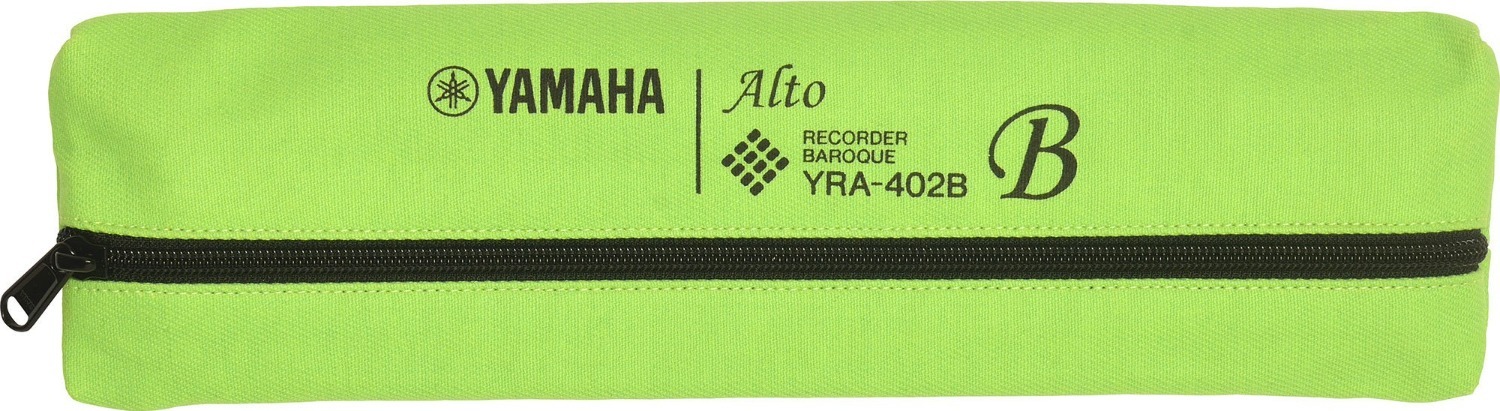 YAMAHA
Alto
RECORDER
BAROQUE
YRA-402B
B